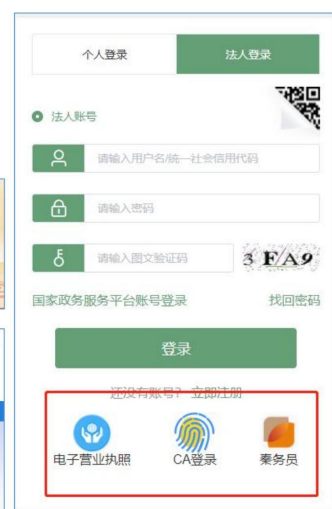 个人登录 法人登录
法人账号
请输入用户名/统一社会信用代码
请输入密码
请输入图文验证码 3 F/A9
国家政务服务平台账号登录 找回密码
登录
还没有账号? 立即注册
电子营业执照 CA登录 秦务员